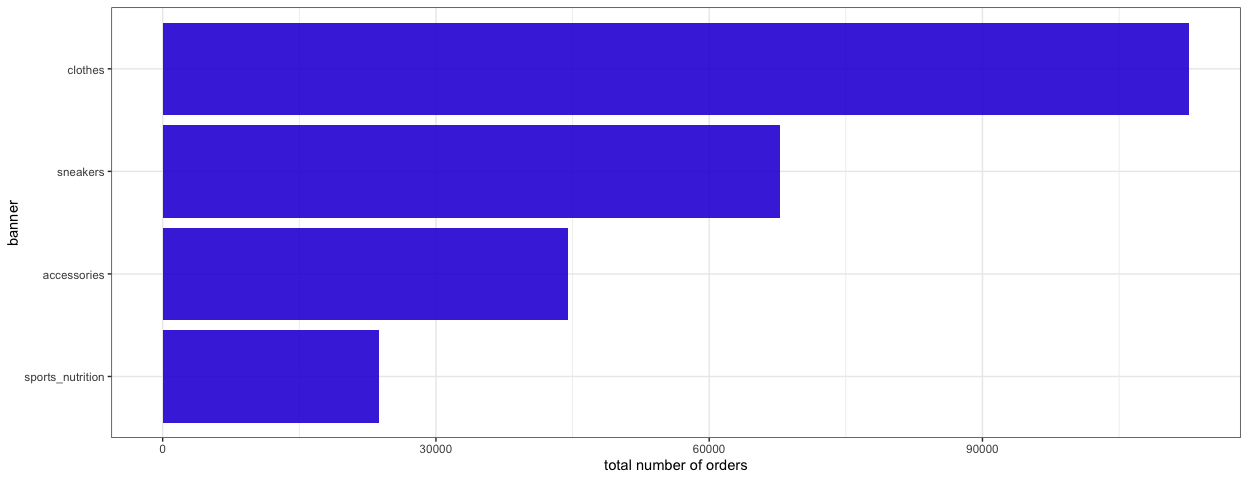 clothes
sneakers
accessories
sports_nutrition
banner
0 30000 60000 90000
total number of orders